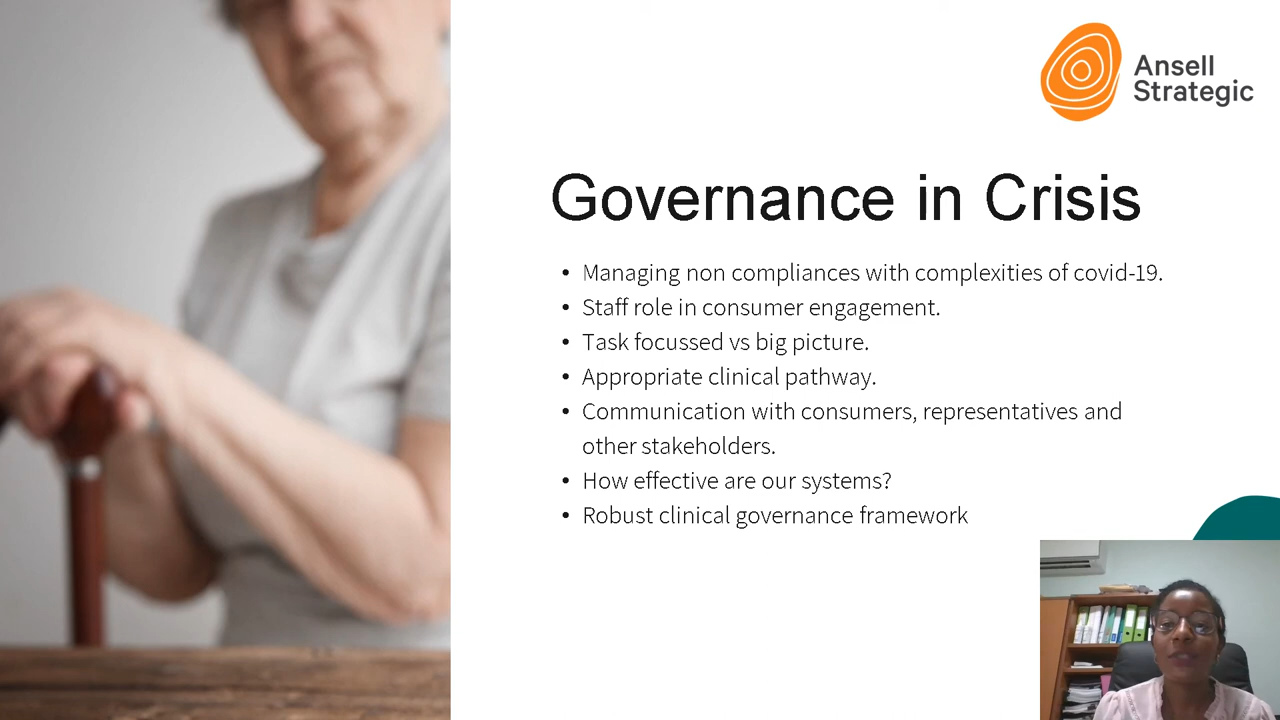 Ansell
Strategic
Governance in Crisis
• Managing non compliances with complexities of covid-19.
• Staff role in consumer engagement.
• Task focussed vs big picture.
• Appropriate clinical pathway.
• Communication with consumers, representatives and
other stakeholders.
• How effective are our systems?
• Robust clinical governance framework